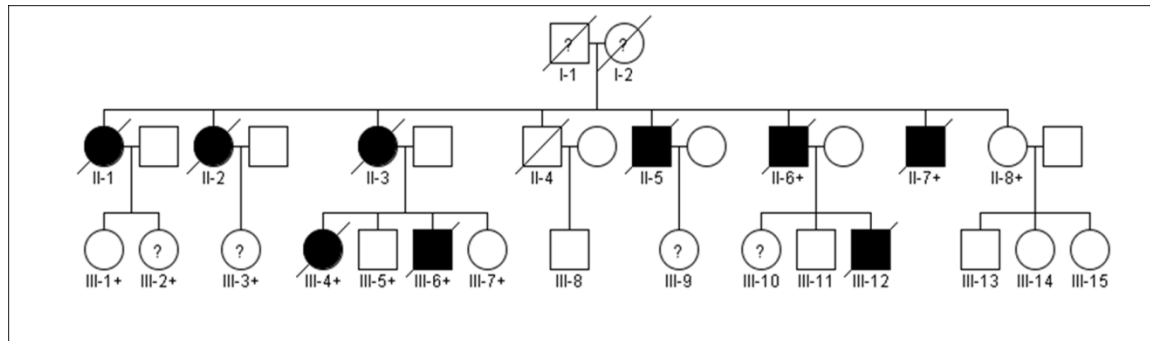 ? ?
I-1 I-2
II-1 II-2 II-3 II-4 II-5 II-6+ II-7+ II-8+
? ? ? ?
III-1+ III-2+ III-3+ III-4+ III-5+ III-6+ III-7+ III-8 III-9 III-10 III-11 III-12 III-13 III-14 III-15